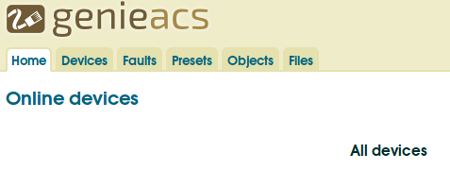 genieacs
Home Devices Faults Presets Objects Files
Online devices
All devices